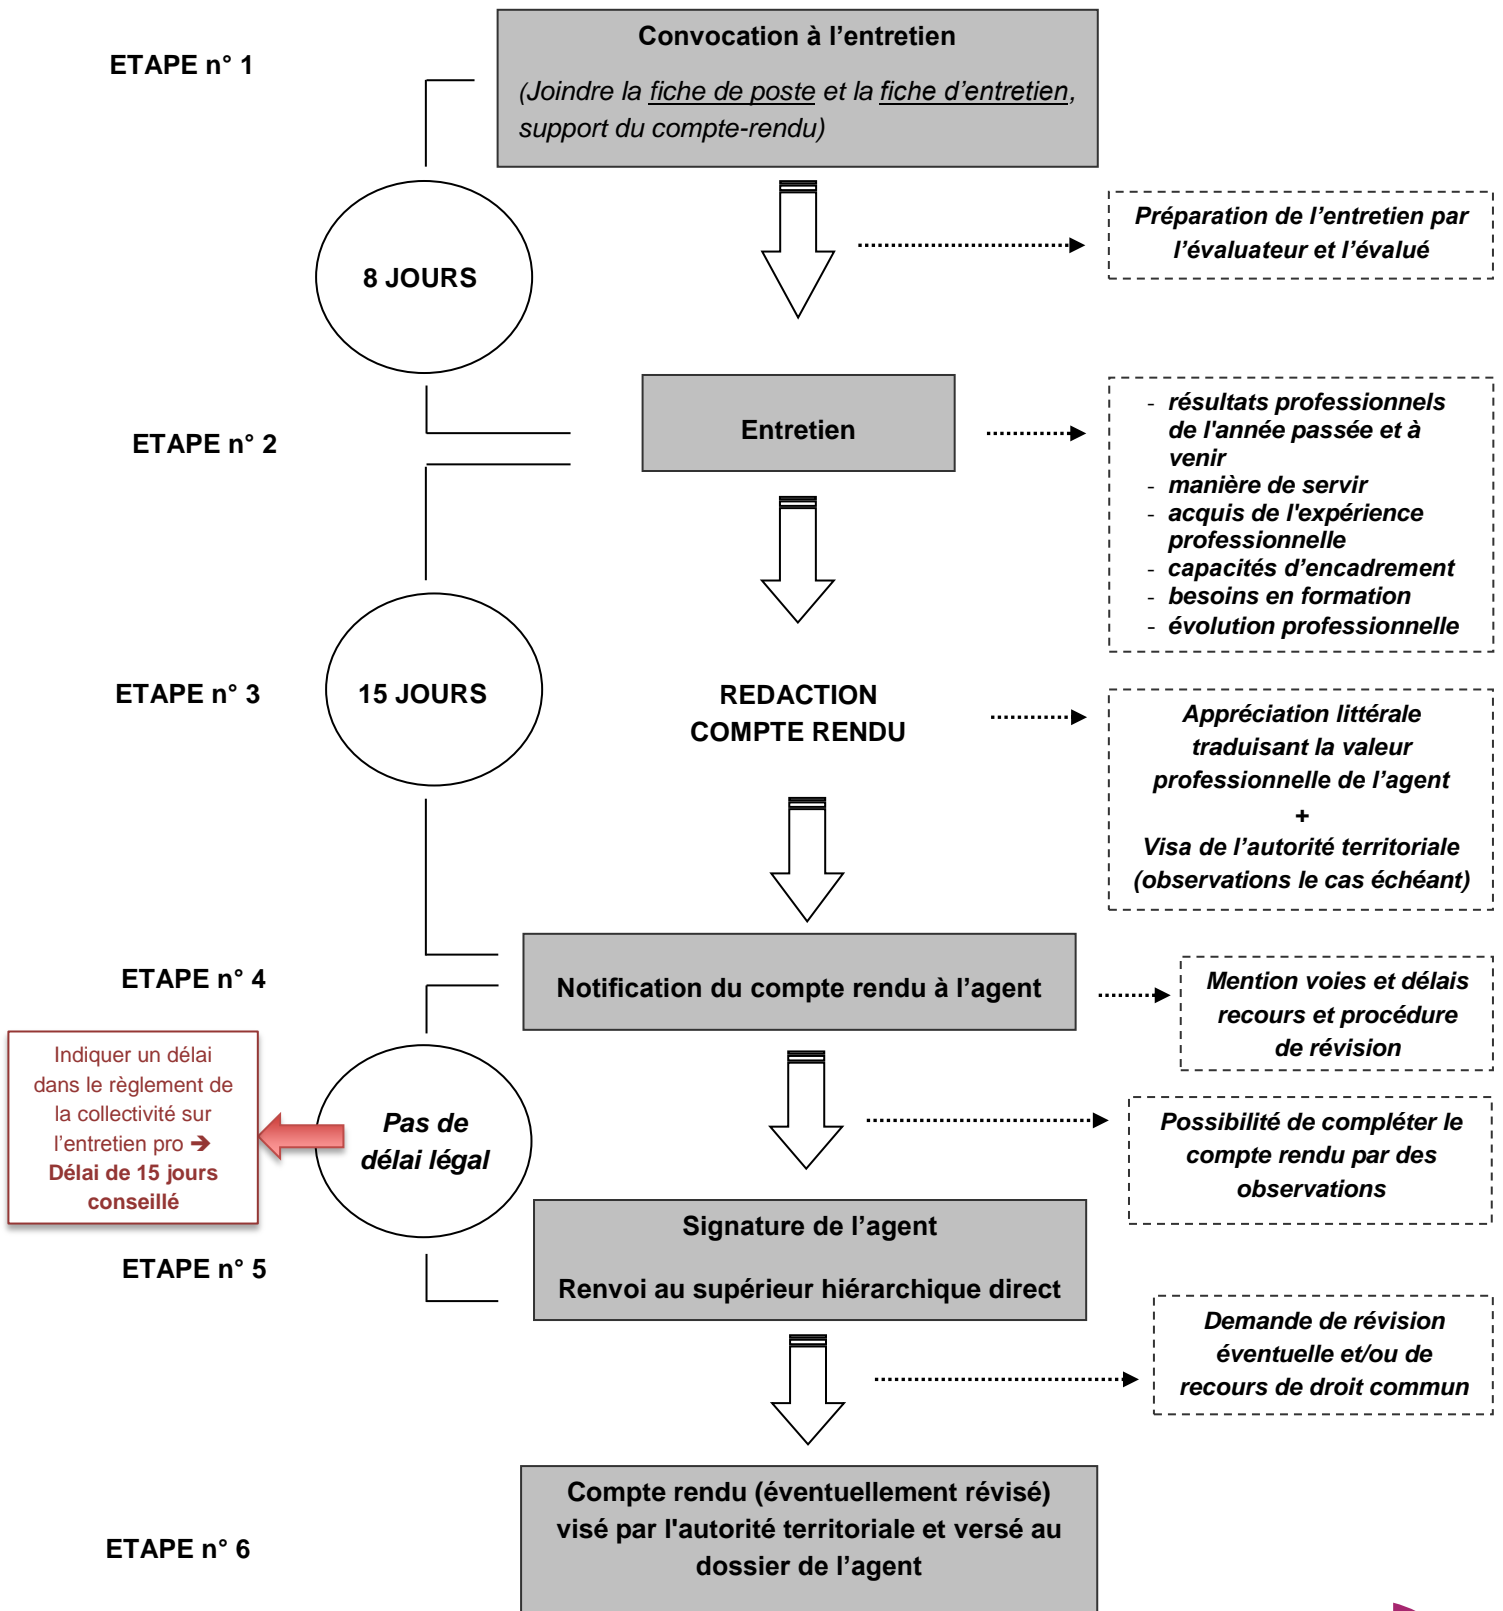 ETAPE n° 1
Convocation à l’entretien
(Joindre la fiche de poste et la fiche d’entretien,
support du compte-rendu)
8 JOURS
Préparation de l’entretien par
l’évaluateur et l’évalué
ETAPE n° 2
Entretien
- résultats professionnels
de l'année passée et à
venir
- manière de servir
- acquis de l'expérience
professionnelle
- capacités d’encadrement
- besoins en formation
- évolution professionnelle
ETAPE n° 3
15 JOURS
REDACTION
COMPTE RENDU
Appréciation littérale
traduisant la valeur
professionnelle de l’agent
+
Visa de l’autorité territoriale
(observations le cas échéant)
ETAPE n° 4
Notification du compte rendu à l’agent
Mention voies et délais
recours et procédure
de révision
Indiquer un délai
dans le règlement de
la collectivité sur
l’entretien pro ➔
Délai de 15 jours
conseillé
Pas de
délai légal
Possibilité de compléter le
compte rendu par des
observations
ETAPE n° 5
Signature de l’agent
Renvoi au supérieur hiérarchique direct
Demande de révision
éventuelle et/ou de
recours de droit commun
ETAPE n° 6
Compte rendu (éventuellement révisé)
visé par l'autorité territoriale et versé au
dossier de l’agent